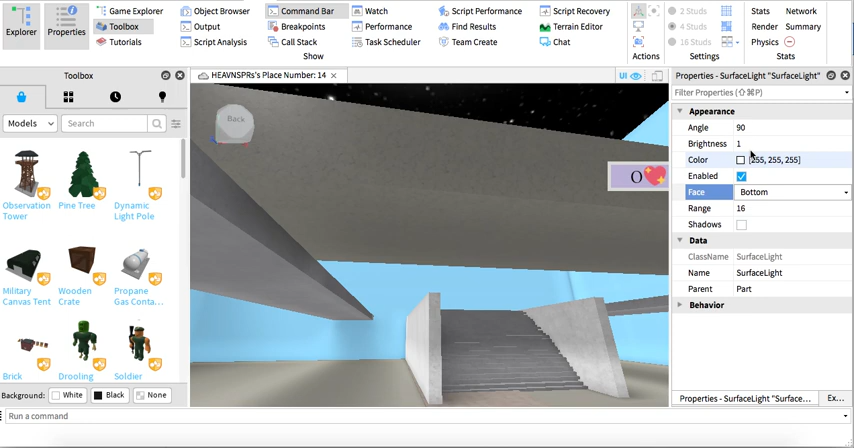 Explorer
Properties
Game Explorer
Toolbox
Tutorials
Object Browser
Output
Script Analysis
Command Bar
Breakpoints
Call Stack
Watch
Performance
Task Scheduler
Script Performance
Find Results
Team Create
Script Recovery
Terrain Editor
Chat
Show
Actions
2 Studs
4 Studs
16 Studs
Settings
Stats Network
Render Summary
Physics
Stats
Toolbox
Models
Search
Observation Tower
Pine Tree
Dynamic Light Pole
Military Canvas Tent
Wooden Crate
Propane Gas Conta...
Brick
Drooling
Soldier
Background: White Black None
HEAVNSPRs's Place Number: 14
UI
Back
O
Properties - SurfaceLight "SurfaceLight"
Filter Properties (⇧⌘P)
Appearance
Angle 90
Brightness 1
Color [255, 255, 255]
Enabled
Face Bottom
Range 16
Shadows
Data
ClassName SurfaceLight
Name SurfaceLight
Parent Part
Behavior
Properties - SurfaceLight "Surface... Ex...
Run a command